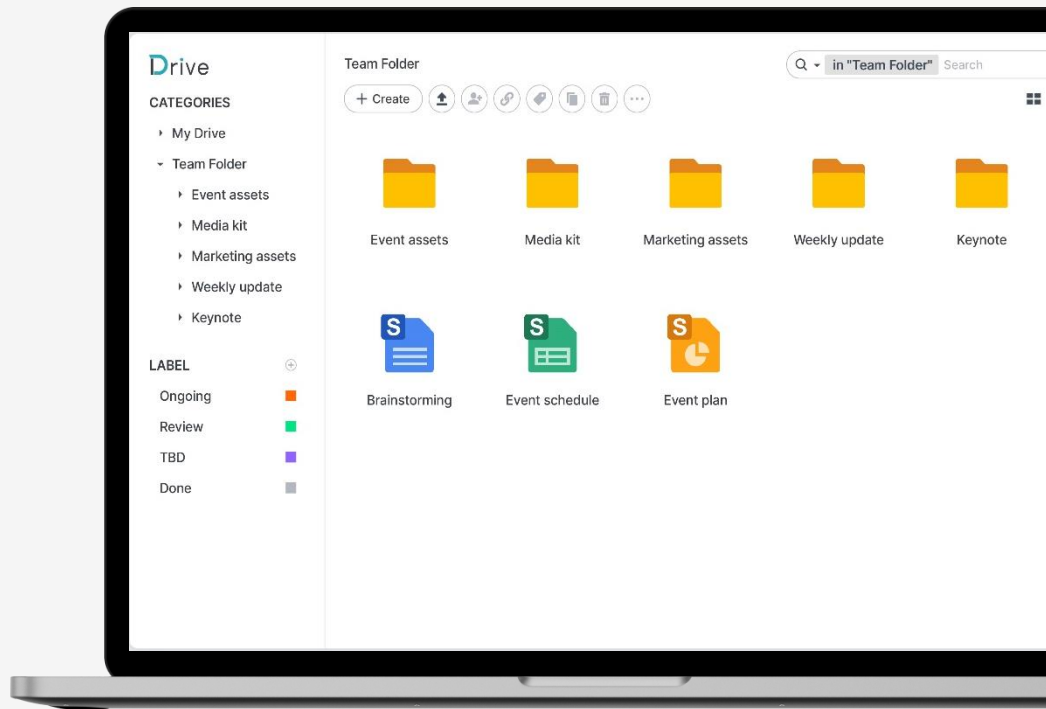 Drive
CATEGORIES
My Drive
Team Folder
Event assets
Media kit
Marketing assets
Weekly update
Keynote
LABEL
Ongoing
Review
TBD
Done
Team Folder
in "Team Folder" Search
+ Create
Event assets
Media kit
Marketing assets
Weekly update
Keynote
S
S
S
Brainstorming
Event schedule
Event plan